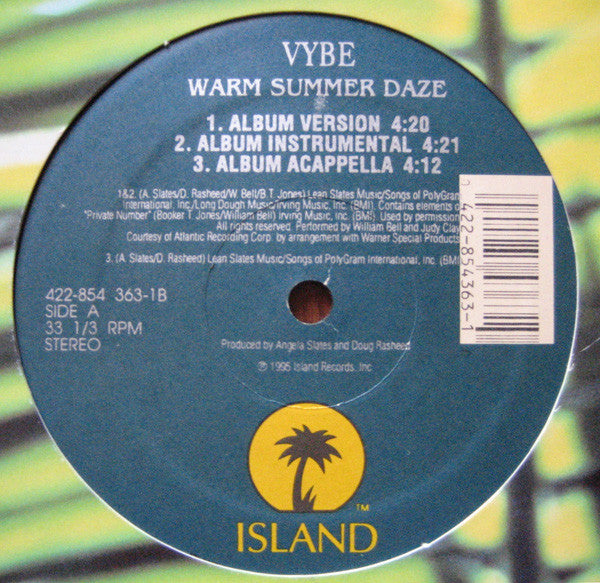 VYBE
WARM SUMMER DAZE
1. ALBUM VERSION 4:20
2. ALBUM INSTRUMENTAL 4:21
3. ALBUM ACAPPELLA 4:12
1&2. (A. Slates/D. Rasheed/W. Bell/B.T. Jones) Lean Slates Music/Songs of PolyGram
International, Inc./Long Dough Music/Irving Music, Inc. (BMI). Contains elements o
"Private Number" (Booker T. Jones/William Bell) Irving Music, Inc. (BMI). Used by permission
All rights reserved. Performed by William Bell and Judy Clay
Courtesy of Atlantic Recording Corp. by arrangement with Warner Special Products
3. (A. Slates/D. Rasheed) Lean Slates Music/Songs of PolyGram International, Inc. (BMI
0 422-854363-1
422-854 363-1B
SIDE A
33 1/3 RPM
STEREO
Produced by Angela Slates and Doug Rasheed
℗ 1995 Island Records, Inc.
TM
ISLAND